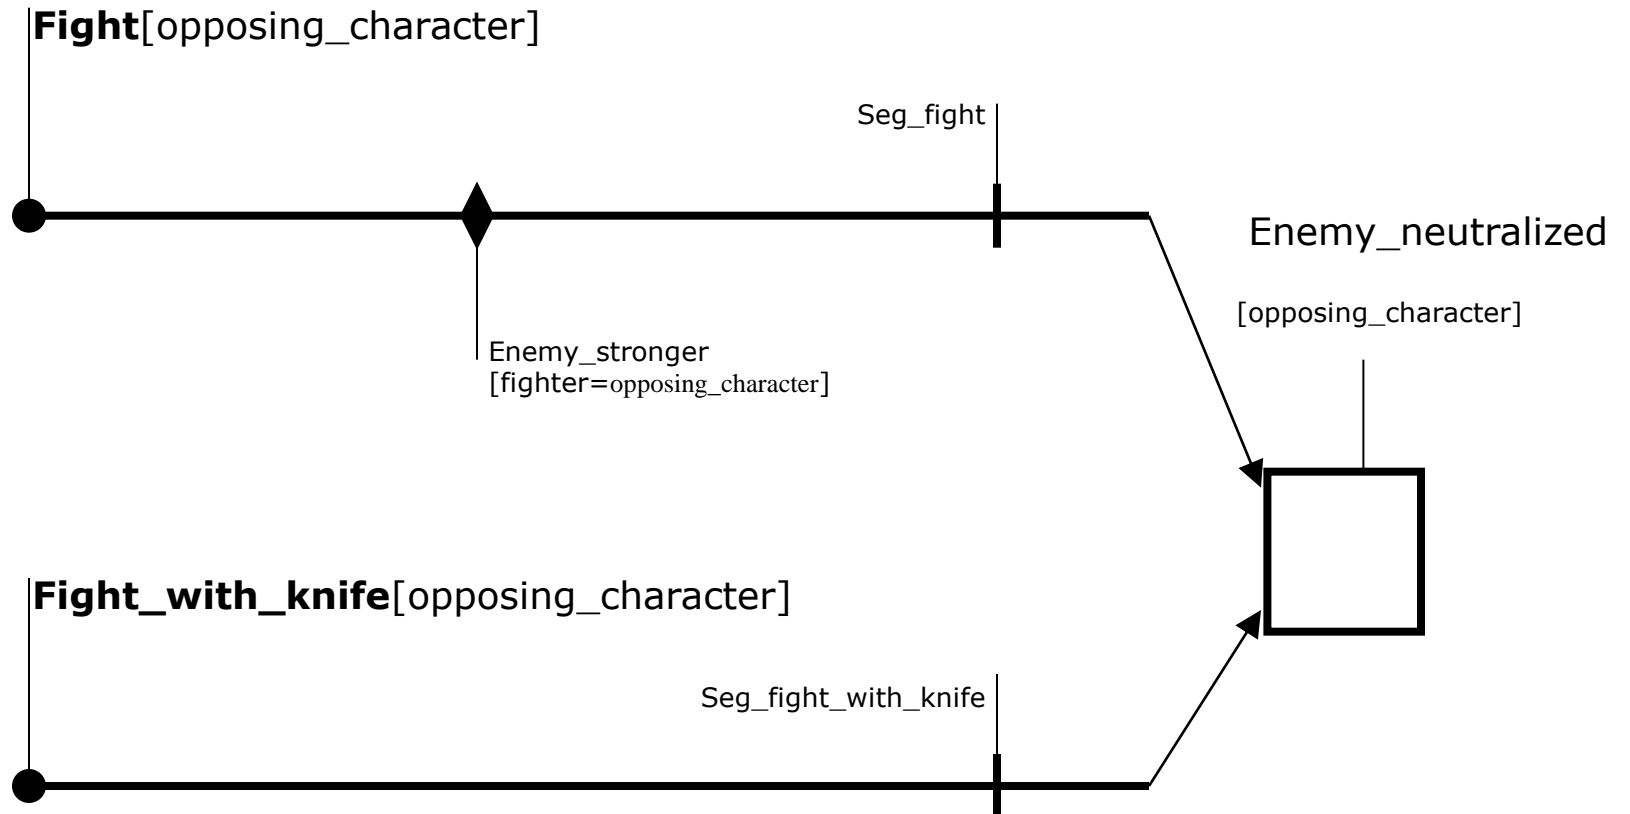 Fight[opposing_character]
Seg_fight
Enemy_neutralized
[opposing_character]
Enemy_stronger
[fighter=opposing_character]
Fight_with_knife[opposing_character]
Seg_fight_with_knife